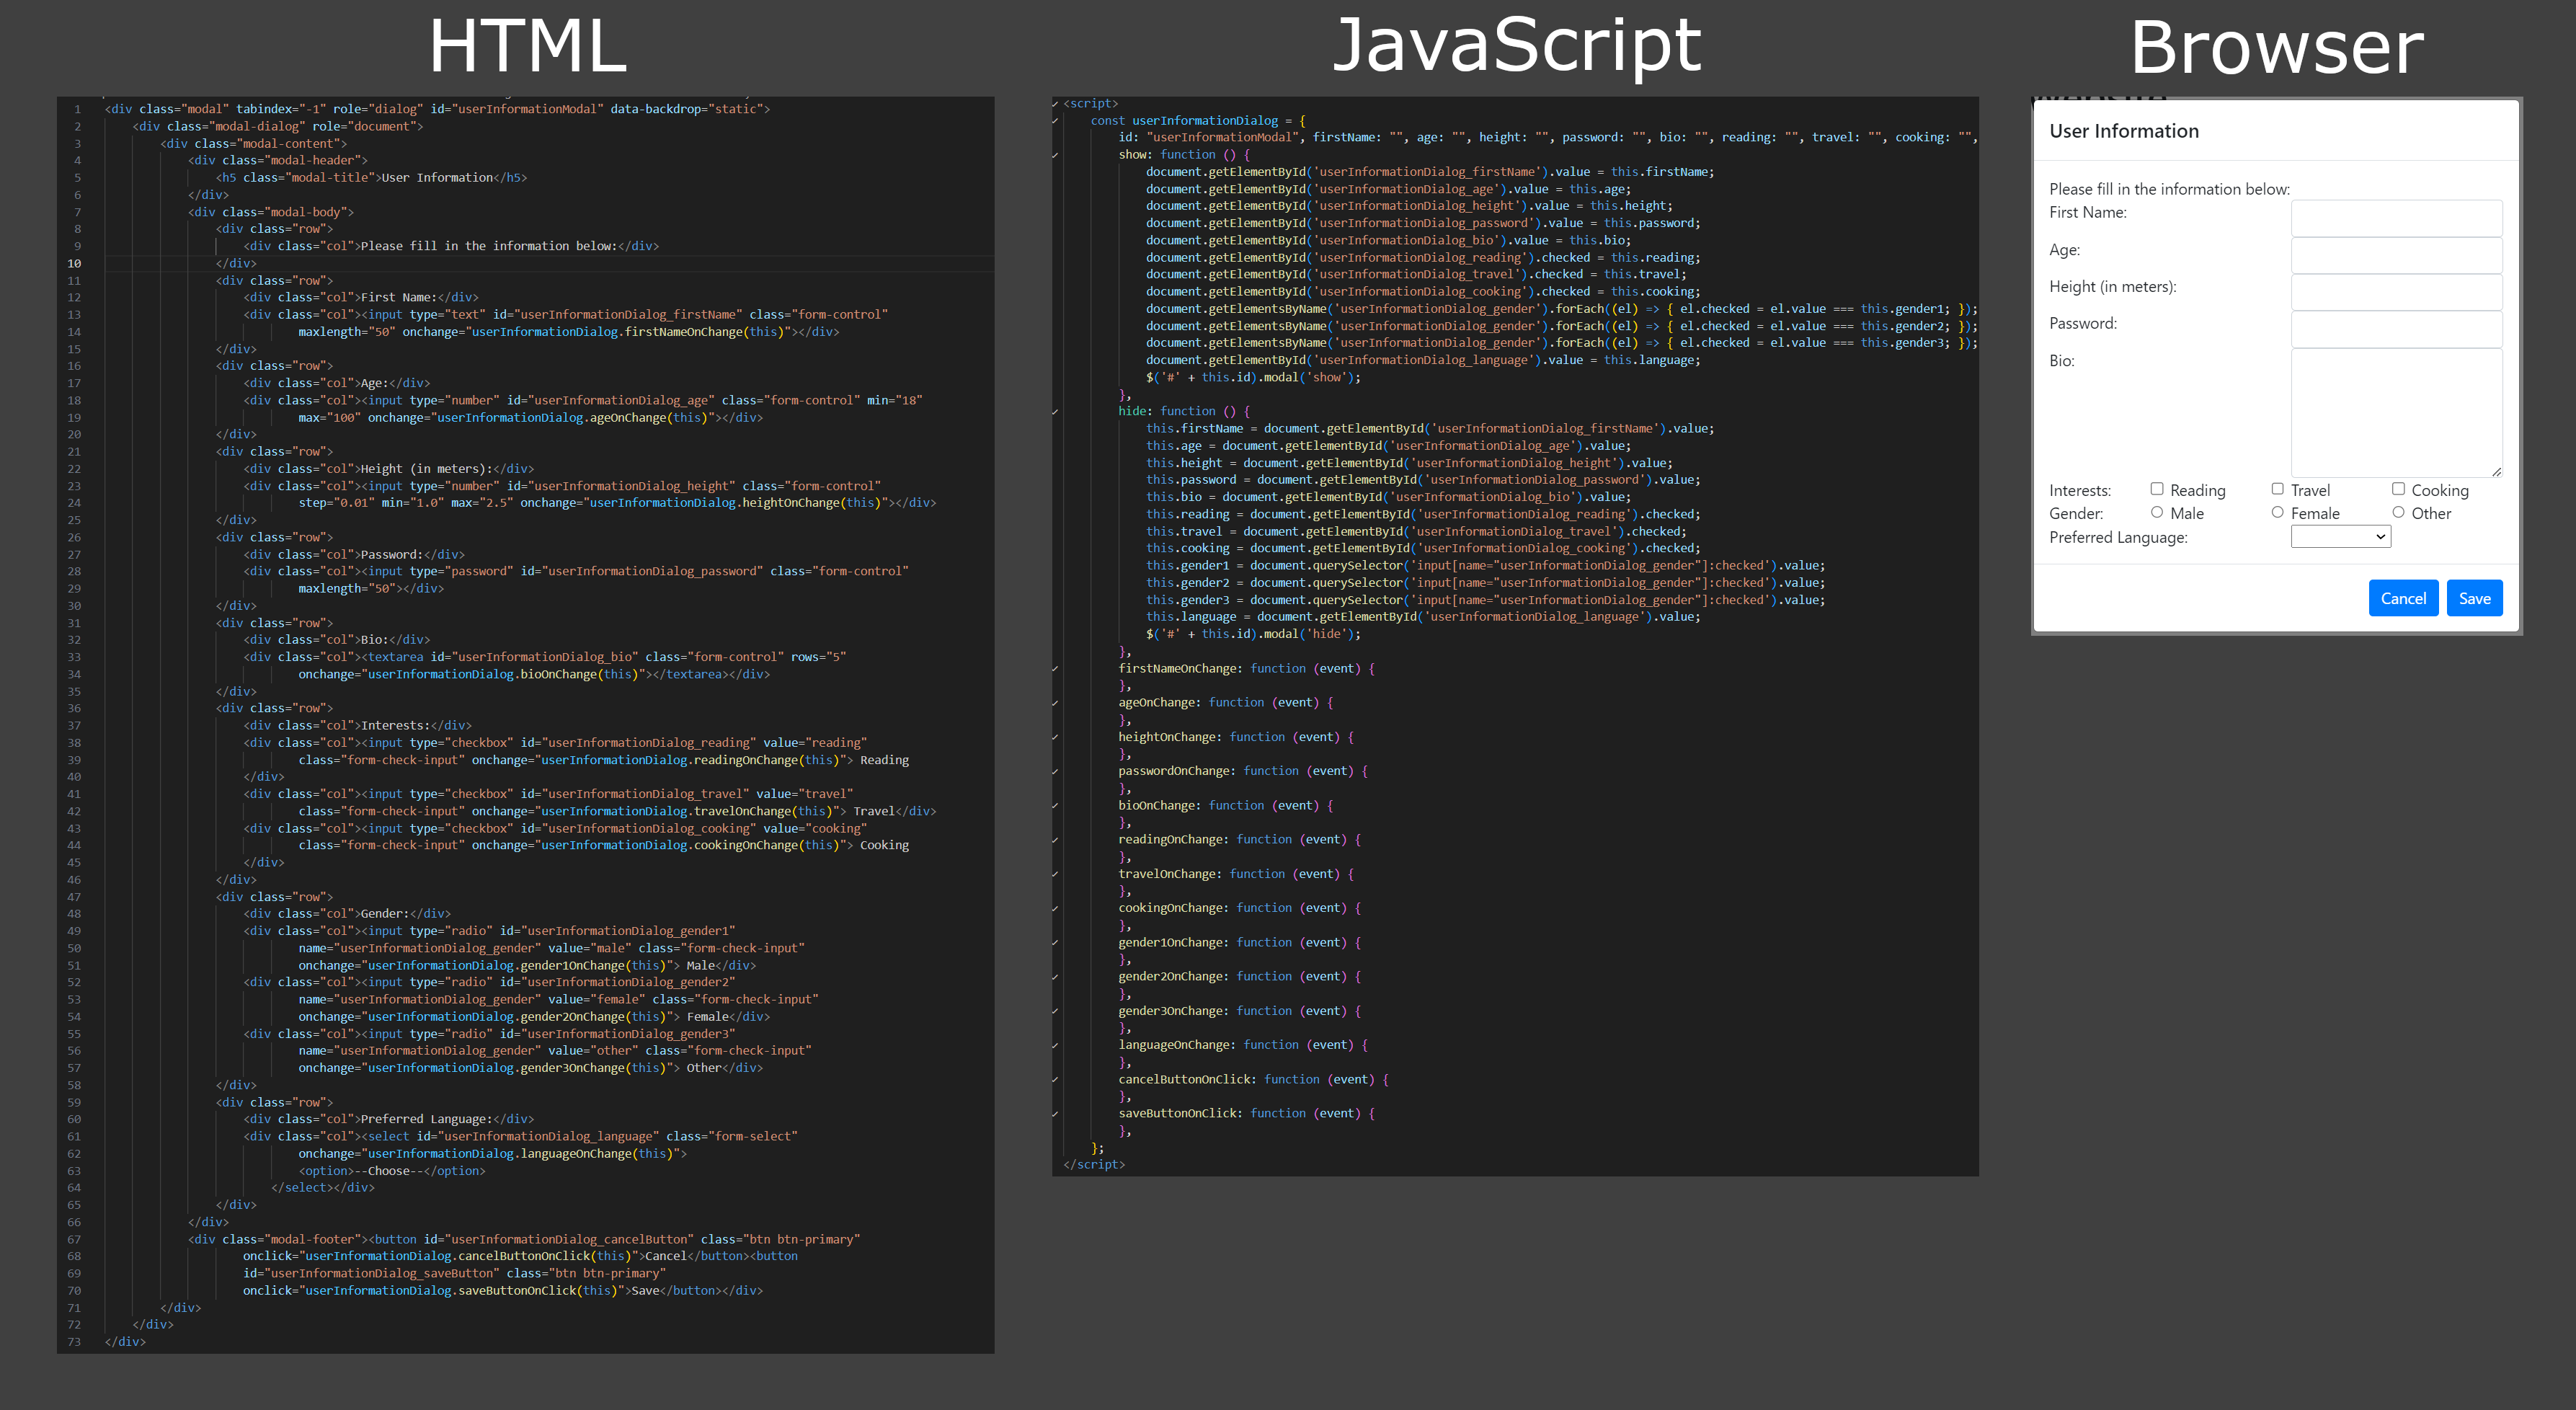 HTML
1 <div class="modal" tabindex="-1" role="dialog" id="userInformationModal" data-backdrop="static">
2 <div class="modal-dialog" role="document">
3 <div class="modal-content">
4 <div class="modal-header">
5 <h5 class="modal-title">User Information</h5>
6 </div>
7 <div class="modal-body">
8 <div class="row">
9 <div class="col">Please fill in the information below:</div>
10 </div>
11 <div class="row">
12 <div class="col">First Name:</div>
13 <div class="col"><input type="text" id="userInformationDialog_firstName" class="form-control"
14 maxlength="50" onchange="userInformationDialog.firstNameOnChange(this)"></div>
15 </div>
16 <div class="row">
17 <div class="col">Age:</div>
18 <div class="col"><input type="number" id="userInformationDialog_age" class="form-control" min="18"
19 max="100" onchange="userInformationDialog.ageOnChange(this)"></div>
20 </div>
21 <div class="row">
22 <div class="col">Height (in meters):</div>
23 <div class="col"><input type="number" id="userInformationDialog_height" class="form-control"
24 step="0.01" min="1.0" max="2.5" onchange="userInformationDialog.heightOnChange(this)"></div>
25 </div>
26 <div class="row">
27 <div class="col">Password:</div>
28 <div class="col"><input type="password" id="userInformationDialog_password" class="form-control"
29 maxlength="50"></div>
30 </div>
31 <div class="row">
32 <div class="col">Bio:</div>
33 <div class="col"><textarea id="userInformationDialog_bio" class="form-control" rows="5"
34 onchange="userInformationDialog.bioOnChange(this)"></textarea></div>
35 </div>
36 <div class="row">
37 <div class="col">Interests:</div>
38 <div class="col"><input type="checkbox" id="userInformationDialog_reading" value="reading"
39 class="form-check-input" onchange="userInformationDialog.readingOnChange(this)"> Reading
40 </div>
41 <div class="col"><input type="checkbox" id="userInformationDialog_travel" value="travel"
42 class="form-check-input" onchange="userInformationDialog.travelOnChange(this)"> Travel</div>
43 <div class="col"><input type="checkbox" id="userInformationDialog_cooking" value="cooking"
44 class="form-check-input" onchange="userInformationDialog.cookingOnChange(this)"> Cooking
45 </div>
46 </div>
47 <div class="row">
48 <div class="col">Gender:</div>
49 <div class="col"><input type="radio" id="userInformationDialog_gender1"
50 name="userInformationDialog_gender" value="male" class="form-check-input"
51 onchange="userInformationDialog.gender1OnChange(this)"> Male</div>
52 <div class="col"><input type="radio" id="userInformationDialog_gender2"
53 name="userInformationDialog_gender" value="female" class="form-check-input"
54 onchange="userInformationDialog.gender2OnChange(this)"> Female</div>
55 <div class="col"><input type="radio" id="userInformationDialog_gender3"
56 name="userInformationDialog_gender" value="other" class="form-check-input"
57 onchange="userInformationDialog.gender3OnChange(this)"> Other</div>
58 </div>
59 <div class="row">
60 <div class="col">Preferred Language:</div>
61 <div class="col"><select id="userInformationDialog_language" class="form-select"
62 onchange="userInformationDialog.languageOnChange(this)">
63 <option>--Choose--</option>
64 </select></div>
65 </div>
66 </div>
67 <div class="modal-footer"><button id="userInformationDialog_cancelButton" class="btn btn-primary"
68 onclick="userInformationDialog.cancelButtonOnClick(this)">Cancel</button><button
69 id="userInformationDialog_saveButton" class="btn btn-primary"
70 onclick="userInformationDialog.saveButtonOnClick(this)">Save</button></div>
71 </div>
72 </div>
73 </div>
JavaScript
<script>
const userInformationDialog = {
id: "userInformationModal", firstName: "", age: "", height: "", password: "", bio: "", reading: "", travel: "", cooking: "",
show: function () {
document.getElementById('userInformationDialog_firstName').value = this.firstName;
document.getElementById('userInformationDialog_age').value = this.age;
document.getElementById('userInformationDialog_height').value = this.height;
document.getElementById('userInformationDialog_password').value = this.password;
document.getElementById('userInformationDialog_bio').value = this.bio;
document.getElementById('userInformationDialog_reading').checked = this.reading;
document.getElementById('userInformationDialog_travel').checked = this.travel;
document.getElementById('userInformationDialog_cooking').checked = this.cooking;
document.getElementsByName('userInformationDialog_gender').forEach((el) => { el.checked = el.value === this.gender1; });
document.getElementsByName('userInformationDialog_gender').forEach((el) => { el.checked = el.value === this.gender2; });
document.getElementsByName('userInformationDialog_gender').forEach((el) => { el.checked = el.value === this.gender3; });
document.getElementById('userInformationDialog_language').value = this.language;
$('#' + this.id).modal('show');
},
hide: function () {
this.firstName = document.getElementById('userInformationDialog_firstName').value;
this.age = document.getElementById('userInformationDialog_age').value;
this.height = document.getElementById('userInformationDialog_height').value;
this.password = document.getElementById('userInformationDialog_password').value;
this.bio = document.getElementById('userInformationDialog_bio').value;
this.reading = document.getElementById('userInformationDialog_reading').checked;
this.travel = document.getElementById('userInformationDialog_travel').checked;
this.cooking = document.getElementById('userInformationDialog_cooking').checked;
this.gender1 = document.querySelector('input[name="userInformationDialog_gender"]:checked').value;
this.gender2 = document.querySelector('input[name="userInformationDialog_gender"]:checked').value;
this.gender3 = document.querySelector('input[name="userInformationDialog_gender"]:checked').value;
this.language = document.getElementById('userInformationDialog_language').value;
$('#' + this.id).modal('hide');
},
firstNameOnChange: function (event) {
},
ageOnChange: function (event) {
},
heightOnChange: function (event) {
},
passwordOnChange: function (event) {
},
bioOnChange: function (event) {
},
readingOnChange: function (event) {
},
travelOnChange: function (event) {
},
cookingOnChange: function (event) {
},
gender1OnChange: function (event) {
},
gender2OnChange: function (event) {
},
gender3OnChange: function (event) {
},
languageOnChange: function (event) {
},
cancelButtonOnClick: function (event) {
},
saveButtonOnClick: function (event) {
},
};
</script>
Browser
User Information
Please fill in the information below:
First Name:
Age:
Height (in meters):
Password:
Bio:
Interests: Reading Travel Cooking
Gender: Male Female Other
Preferred Language:
Cancel Save